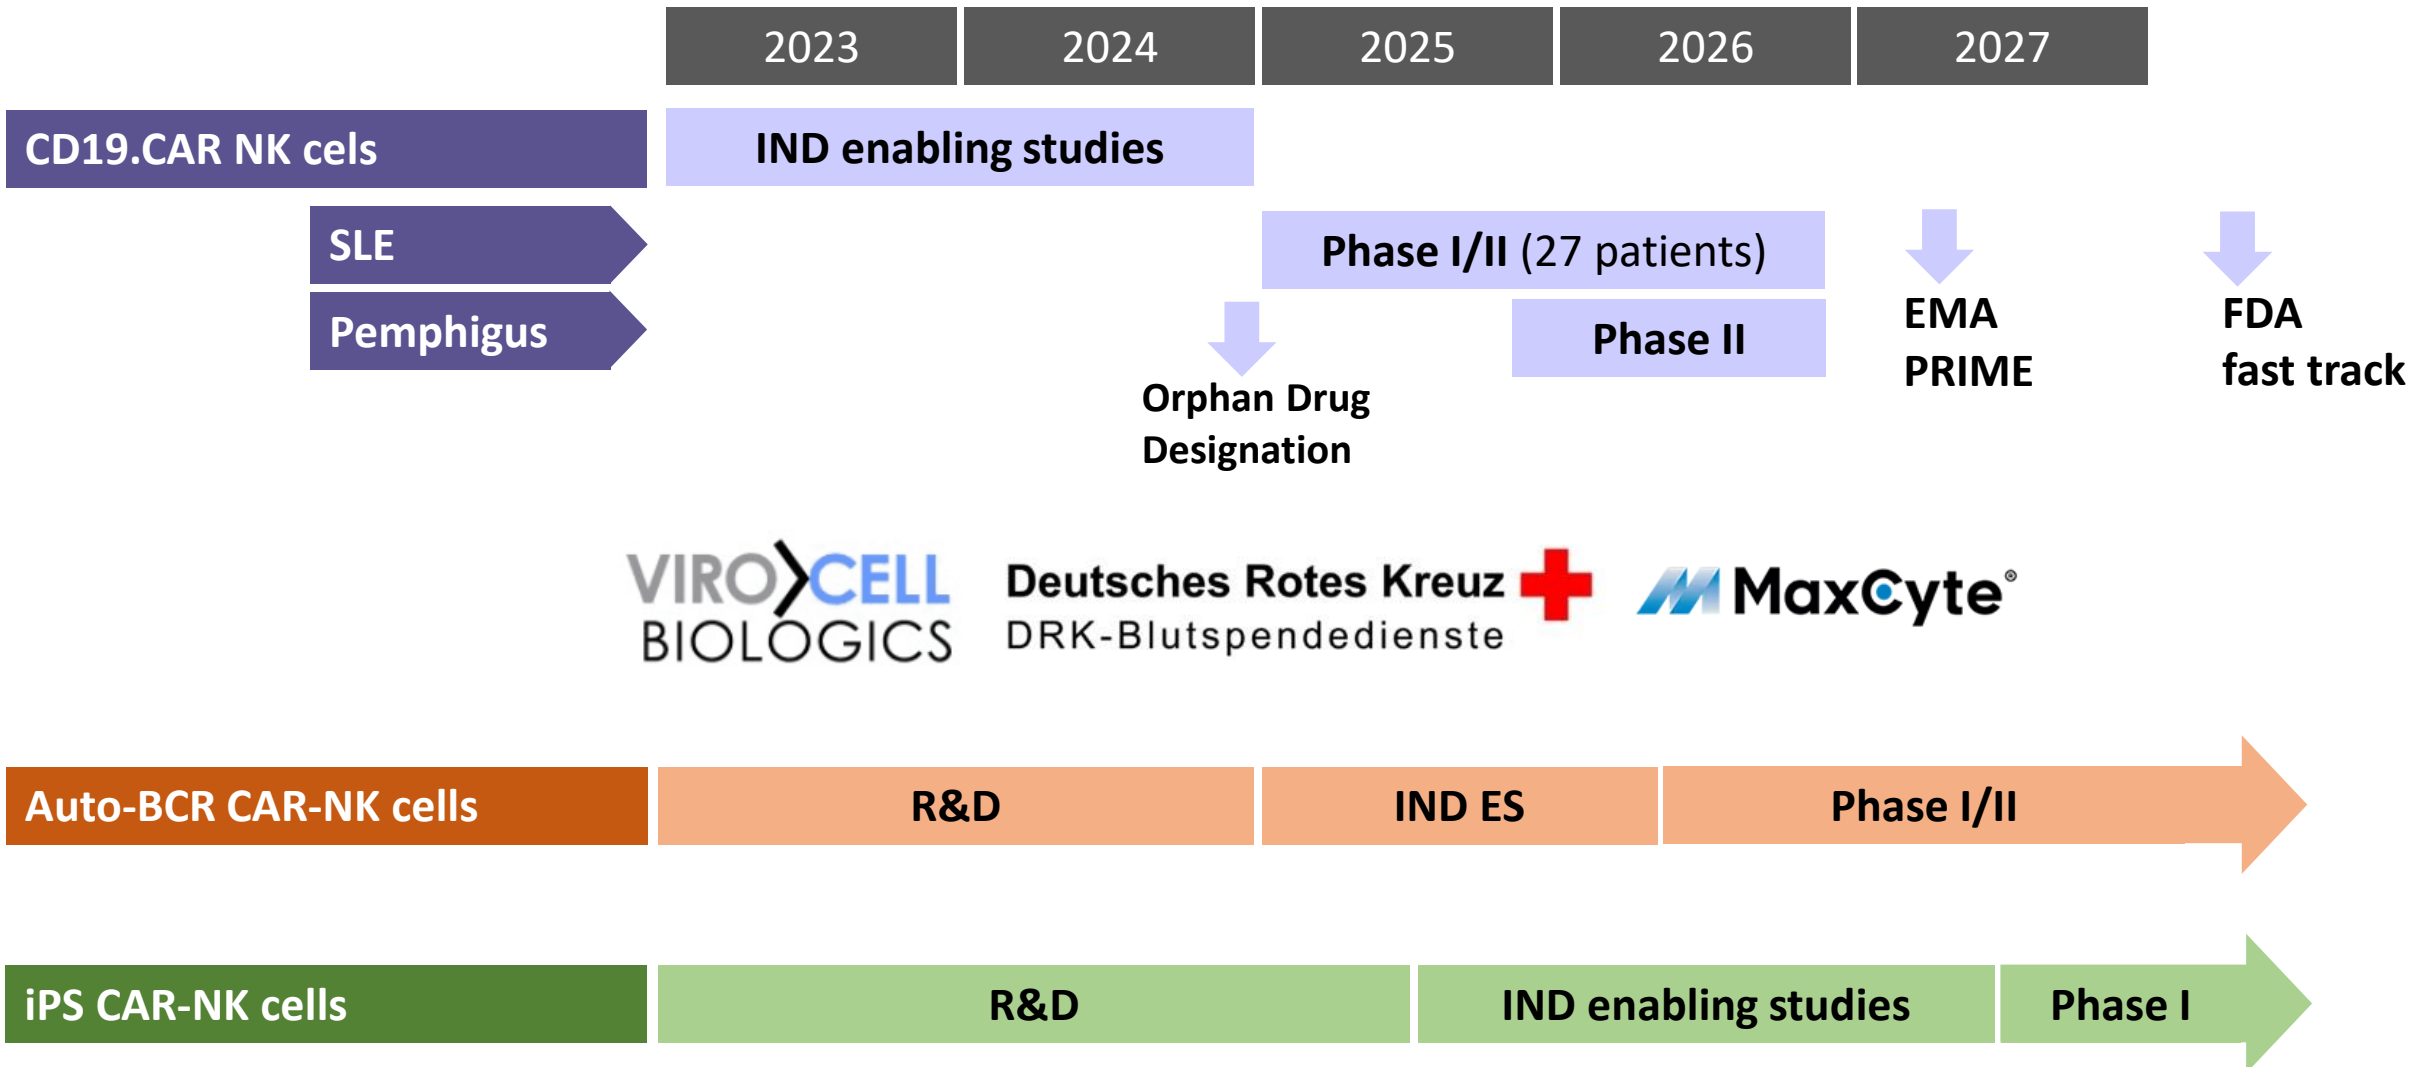 2023
2024
2025
2026
2027
CD19.CAR NK cels
IND enabling studies
SLE
Phase I/II (27 patients)
Pemphigus
Phase II
Orphan Drug
Designation
EMA
PRIME
FDA
fast track
VIROCELL
BIOLOGICS
Deutsches Rotes Kreuz
DRK-Blutspendedienste
MaxCyte®
Auto-BCR CAR-NK cells
R&D
IND ES
Phase I/II
iPS CAR-NK cells
R&D
IND enabling studies
Phase I